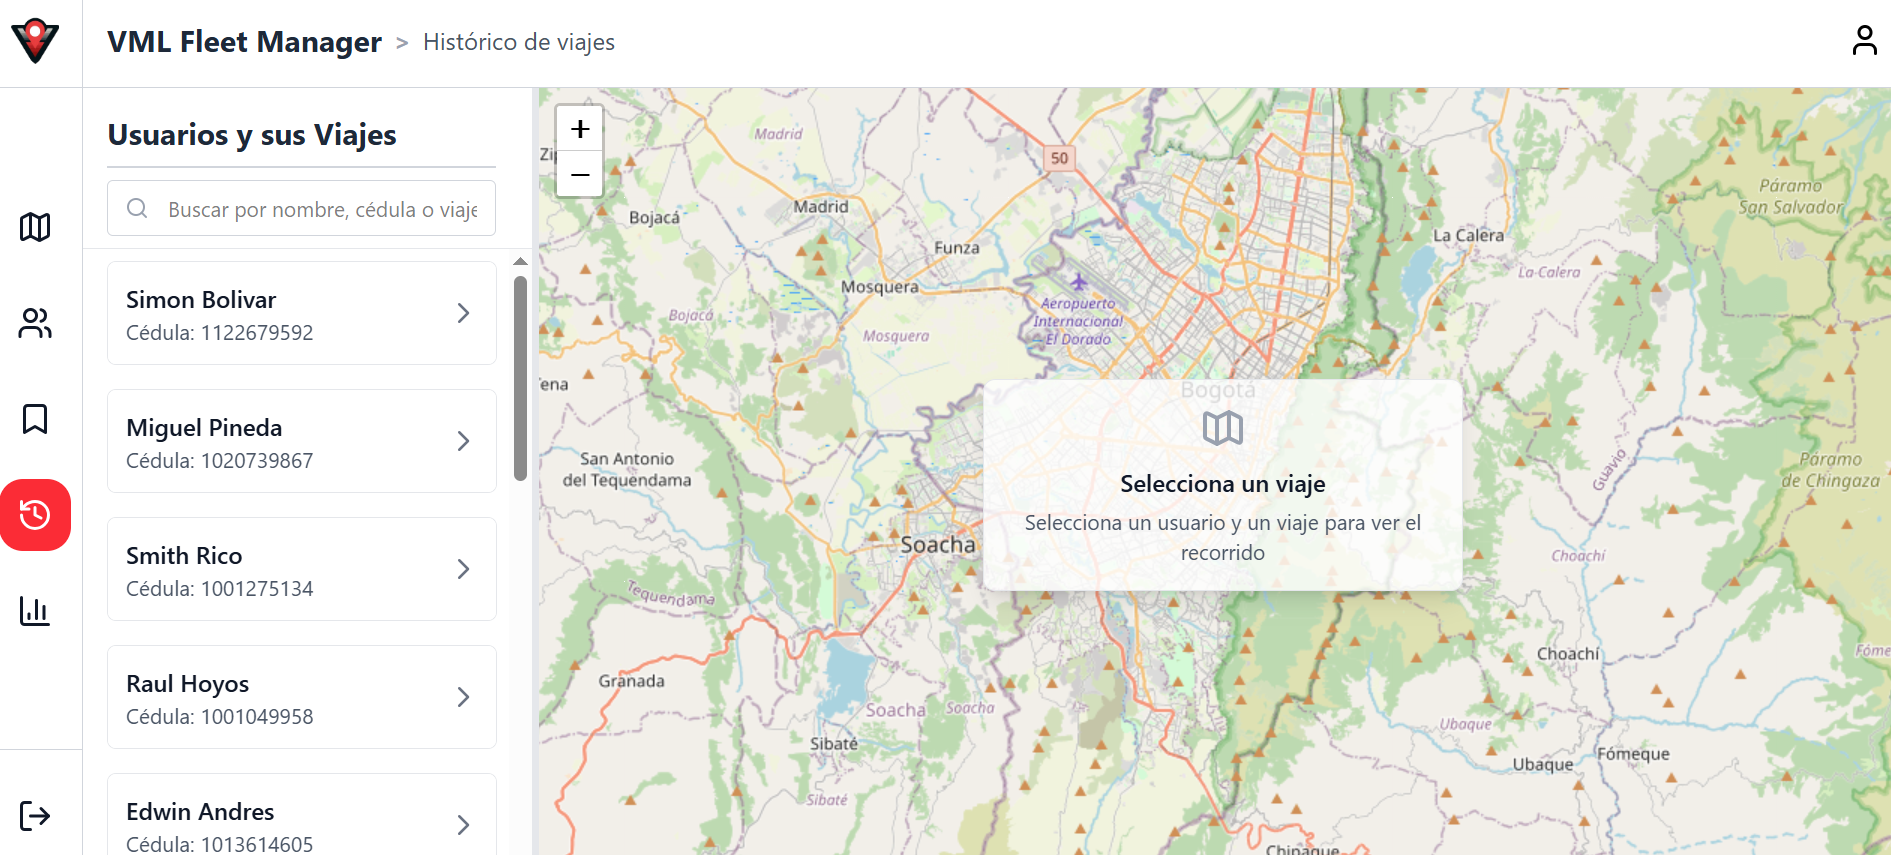 VML Fleet Manager > Histórico de viajes
Usuarios y sus Viajes
Buscar por nombre, cédula o viaje
Simon Bolivar
Cédula: 1122679592
Miguel Pineda
Cédula: 1020739867
Smith Rico
Cédula: 1001275134
Raul Hoyos
Cédula: 1001049958
Edwin Andres
Cédula: 1013614605
+
−
Madrid
50
Bojacá
Madrid
Funza
Mosquera
Bojacá
Mosquera
Aeropuerto
Internacional
El Dorado
La Calera
La Calera
Páramo
San Salvador
Bogotá
Selecciona un viaje
Selecciona un usuario y un viaje para ver el
recorrido
San Antonio
del Tequendama
Soacha
Tequendama
Guavio
Páramo
de Chingaza
Choachí
Choachí
Granada
Soacha
Soacha
Sibaté
Sibaté
Ubaque
Ubaque
Fómeque
Chipaque